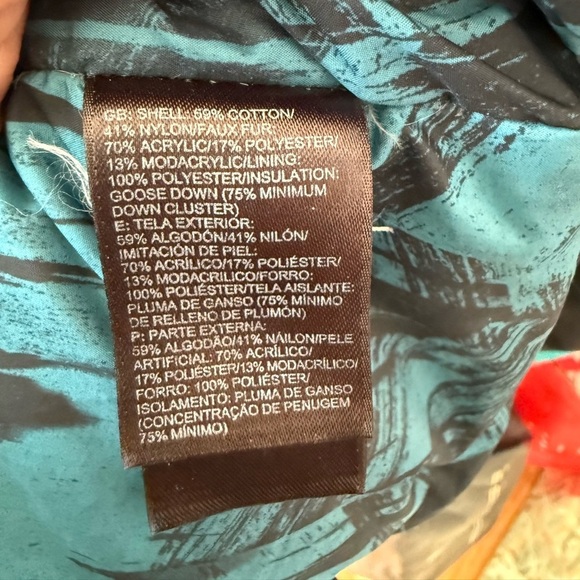 GB: SHELL: 59% COTTON/
41% NYLON/FAUX FUR:
70% ACRYLIC/17% POLYESTER/
13% MODACRYLIC/LINING:
100% POLYESTER/INSULATION:
GOOSE DOWN (75% MINIMUM
DOWN CLUSTER)
E: TELA EXTERIOR:
59% ALGODÓN/41% NILÓN/
IMITACIÓN DE PIEL:
70% ACRÍLICO/17% POLIÉSTER/
13% MODACRÍLICO/FORRO:
100% POLIÉSTER/TELA AISLANTE:
PLUMA DE GANSO (75% MÍNIMO
DE RELLENO DE PLUMÓN)
P: PARTE EXTERNA:
59% ALGODÃO/41% NÁILON/PELE
ARTIFICIAL: 70% ACRÍLICO/
17% POLIÉSTER/13% MODACRÍLICO/
FORRO: 100% POLIÉSTER/
ISOLAMENTO: PLUMA DE GANSO
(CONCENTRAÇÃO DE PENUGEM
75% MÍNIMO)